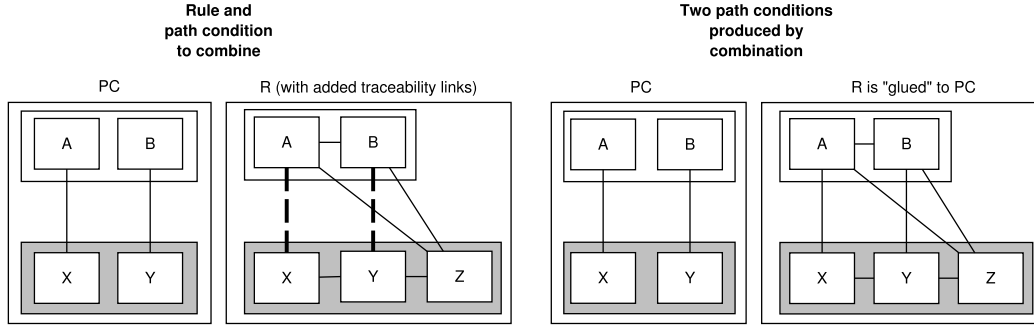 Rule and
path condition
to combine
Two path conditions
produced by
combination
PC
R (with added traceability links)
PC
R is "glued" to PC
A
B
A
B
A
B
A
B
X
Y
X
Y
Z
X
Y
X
Y
Z